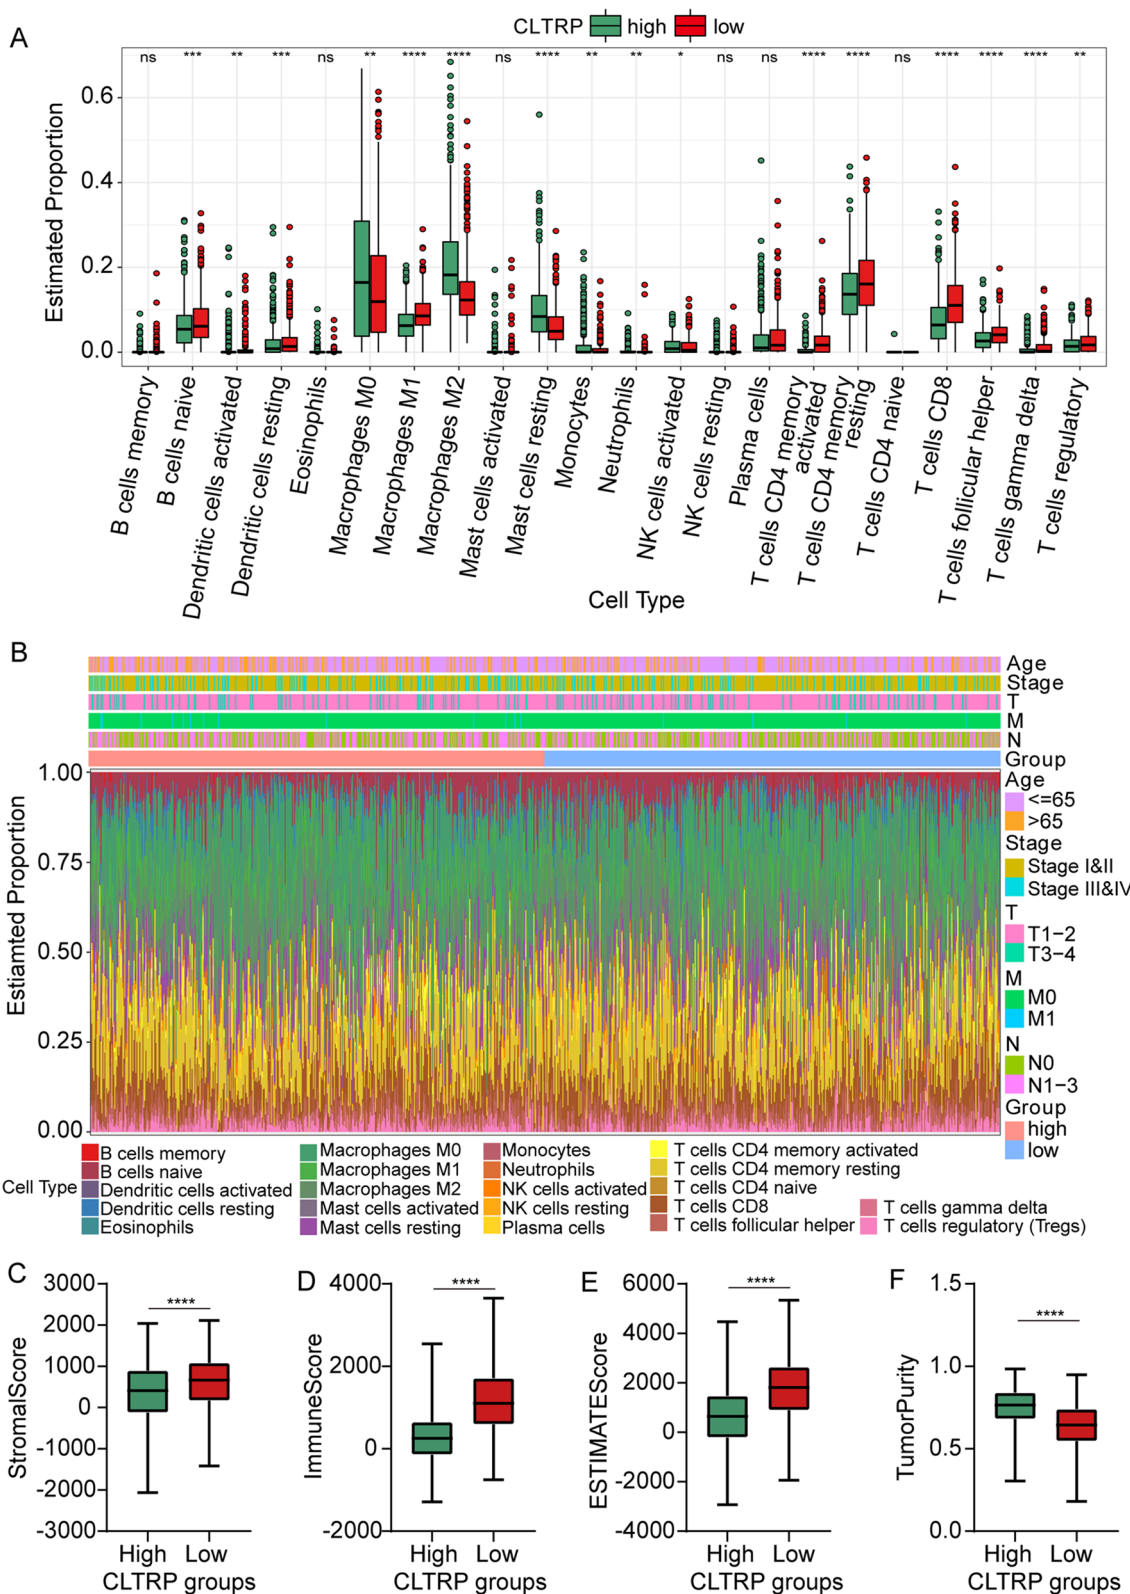 A
CLTRP high low
ns *** ** *** ns ** **** **** ns **** ** ** * ns ns **** **** ns **** **** **** **
Estimated Proportion
0.6
0.4
0.2
0.0
B cells memory
B cells naive
Dendritic cells activated
Dendritic cells resting
Eosinophils
Macrophages M0
Macrophages M1
Macrophages M2
Mast cells activated
Mast cells resting
Monocytes
Neutrophils
NK cells activated
NK cells resting
Plasma cells
T cells CD4 memory
activated
T cells CD4 memory
resting
T cells CD4 naive
T cells CD8
T cells follicular helper
T cells gamma delta
T cells regulatory
Cell Type
B
Age
Stage
T
M
N
Group
Estiamted Proportion
1.00
0.75
0.50
0.25
0.00
Age
<=65
>65
Stage
Stage I&II
Stage III&IV
T
T1-2
T3-4
M
M0
M1
N
N0
N1-3
Group
high
low
Cell Type
B cells memory
B cells naive
Dendritic cells activated
Dendritic cells resting
Eosinophils
Macrophages M0
Macrophages M1
Macrophages M2
Mast cells activated
Mast cells resting
Monocytes
Neutrophils
NK cells activated
NK cells resting
Plasma cells
T cells CD4 memory activated
T cells CD4 memory resting
T cells CD4 naive
T cells CD8
T cells follicular helper
T cells gamma delta
T cells regulatory (Tregs)
C
StromalScore
3000
2000
1000
0
-1000
-2000
-3000
****
High Low
CLTRP groups
D
ImmuneScore
4000
2000
0
-2000
****
High Low
CLTRP groups
E
ESTIMATEScore
6000
4000
2000
0
-2000
-4000
****
High Low
CLTRP groups
F
TumorPurity
1.5
1.0
0.5
0.0
****
High Low
CLTRP groups